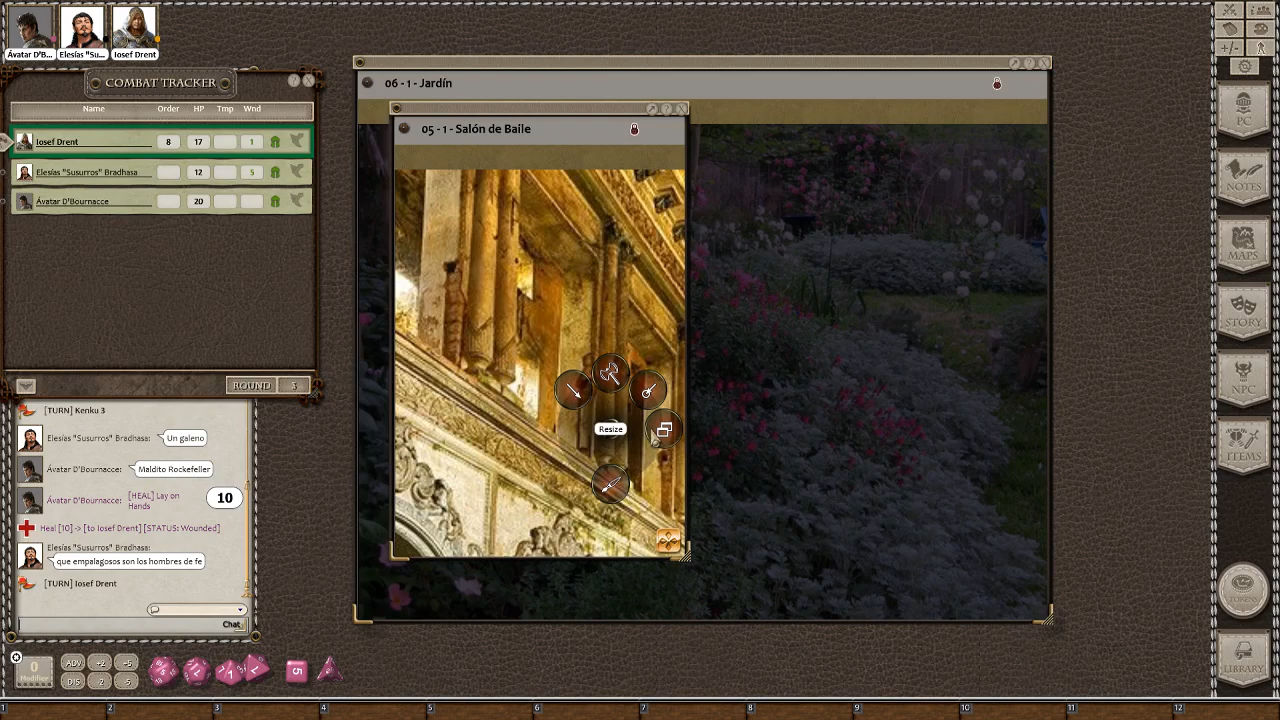 Ávatar D'B...
Elesías "Su...
Iosef Drent
COMBAT TRACKER
Name Order HP Tmp Wnd
Iosef Drent 8 17 1
Elesías "Susurros" Bradhasa 12 5
Ávatar D'Bournacce 20
ROUND 3
[TURN] Kenku 3
Elesías "Susurros" Bradhasa: Un galeno
Ávatar D'Bournacce: Maldito Rockefeller
Ávatar D'Bournacce: [HEAL] Lay on
Hands
10
Heal [10] -> [to Iosef Drent] [STATUS: Wounded]
Elesías "Susurros" Bradhasa:
que empalagosos son los hombres de fe
[TURN] Iosef Drent
Chat
0
Modifier
ADV +2 +5
DIS -2 -5
06 - 1 - Jardín
05 - 1 - Salón de Baile
Resize
+/-
PC
NOTES
MAPS
STORY
NPC
ITEMS
TOKENS
LIBRARY
1 2 3 4 5 6 7 8 9 10 11 12